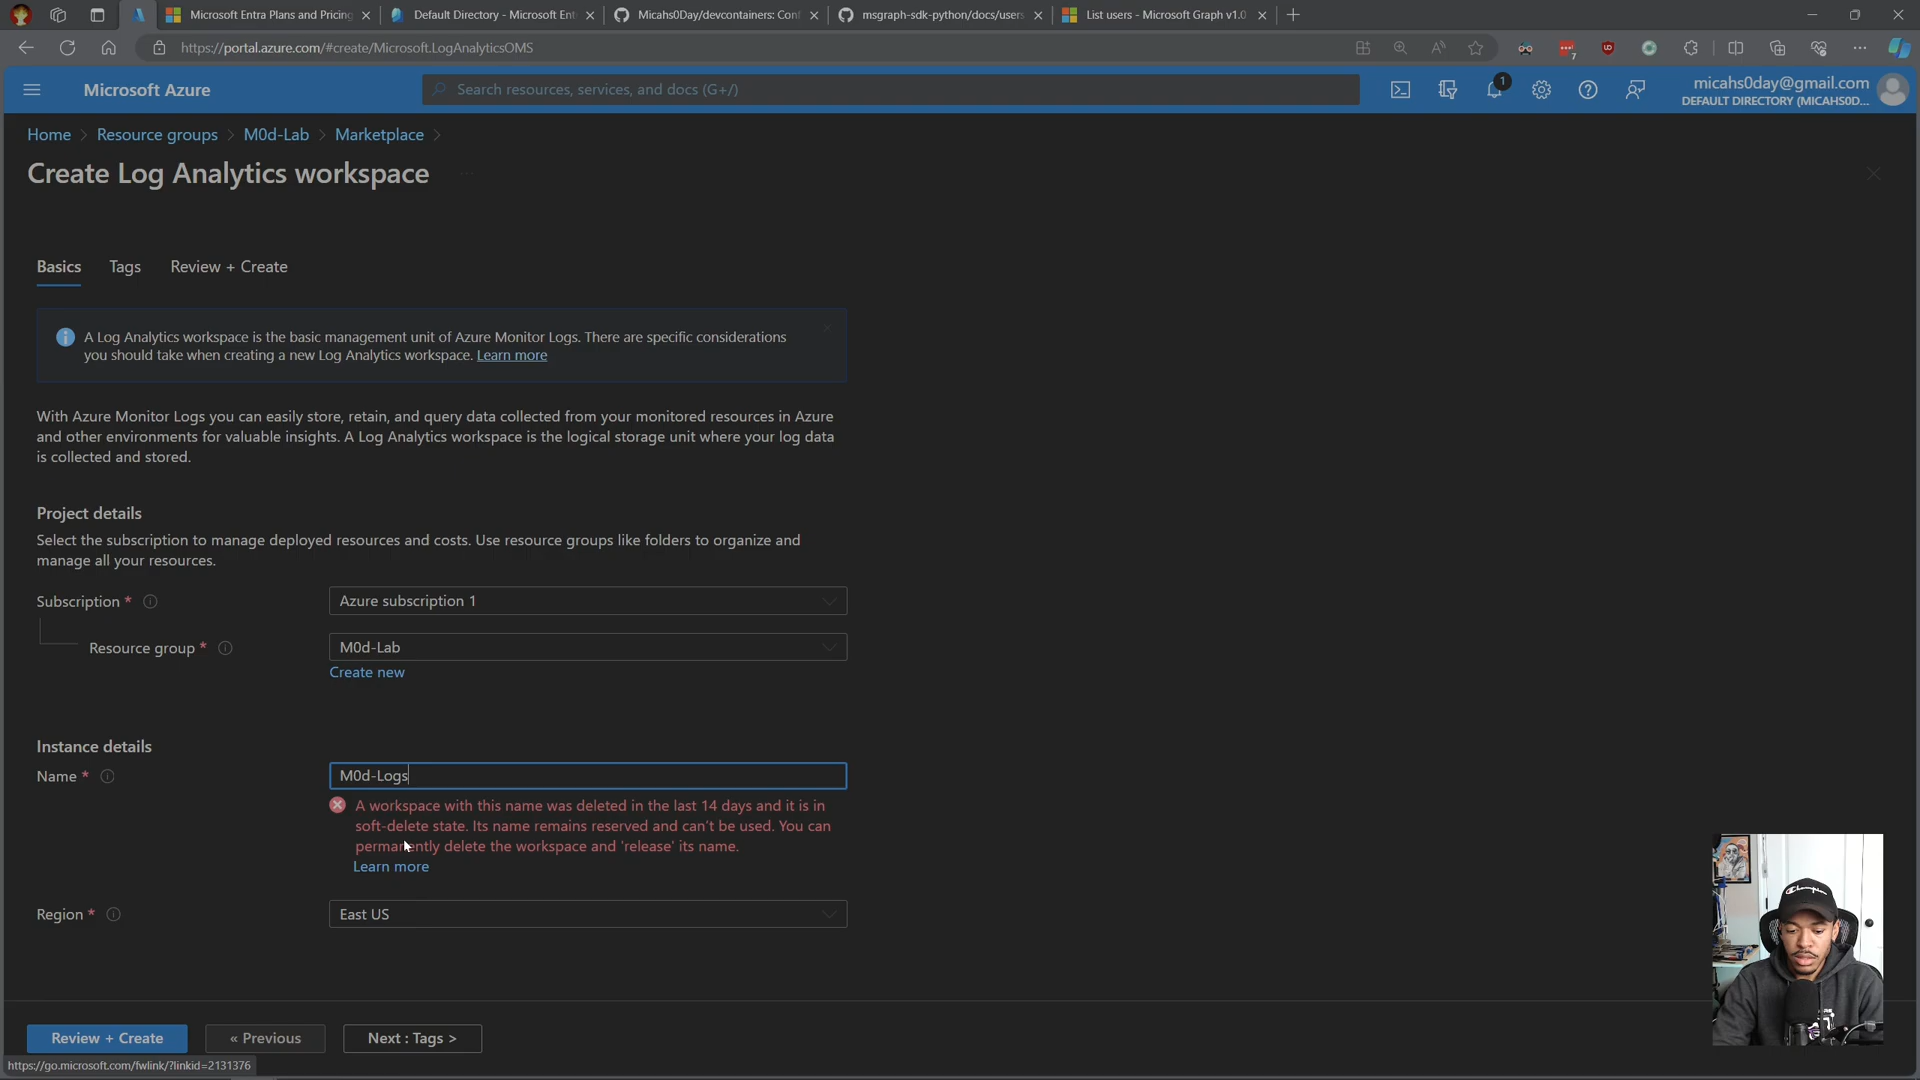 Microsoft Entra Plans and Pricing
Default Directory - Microsoft Ent
Micahs0Day/devcontainers: Conf
msgraph-sdk-python/docs/users
List users - Microsoft Graph v1.0
https://portal.azure.com/#create/Microsoft.LogAnalyticsOMS
7
Microsoft Azure
Search resources, services, and docs (G+/)
1
micahs0day@gmail.com
DEFAULT DIRECTORY (MICAHS0D...
Home > Resource groups > M0d-Lab > Marketplace >
Create Log Analytics workspace ...
Basics
Tags
Review + Create
A Log Analytics workspace is the basic management unit of Azure Monitor Logs. There are specific considerations
you should take when creating a new Log Analytics workspace. Learn more
With Azure Monitor Logs you can easily store, retain, and query data collected from your monitored resources in Azure
and other environments for valuable insights. A Log Analytics workspace is the logical storage unit where your log data
is collected and stored.
Project details
Select the subscription to manage deployed resources and costs. Use resource groups like folders to organize and
manage all your resources.
Subscription *
Azure subscription 1
Resource group *
M0d-Lab
Create new
Instance details
Name *
M0d-Logs
A workspace with this name was deleted in the last 14 days and it is in
soft-delete state. Its name remains reserved and can't be used. You can
permanently delete the workspace and 'release' its name.
Learn more
Region *
East US
Review + Create
« Previous
Next : Tags >
https://go.microsoft.com/fwlink/?linkid=2131376
Champion